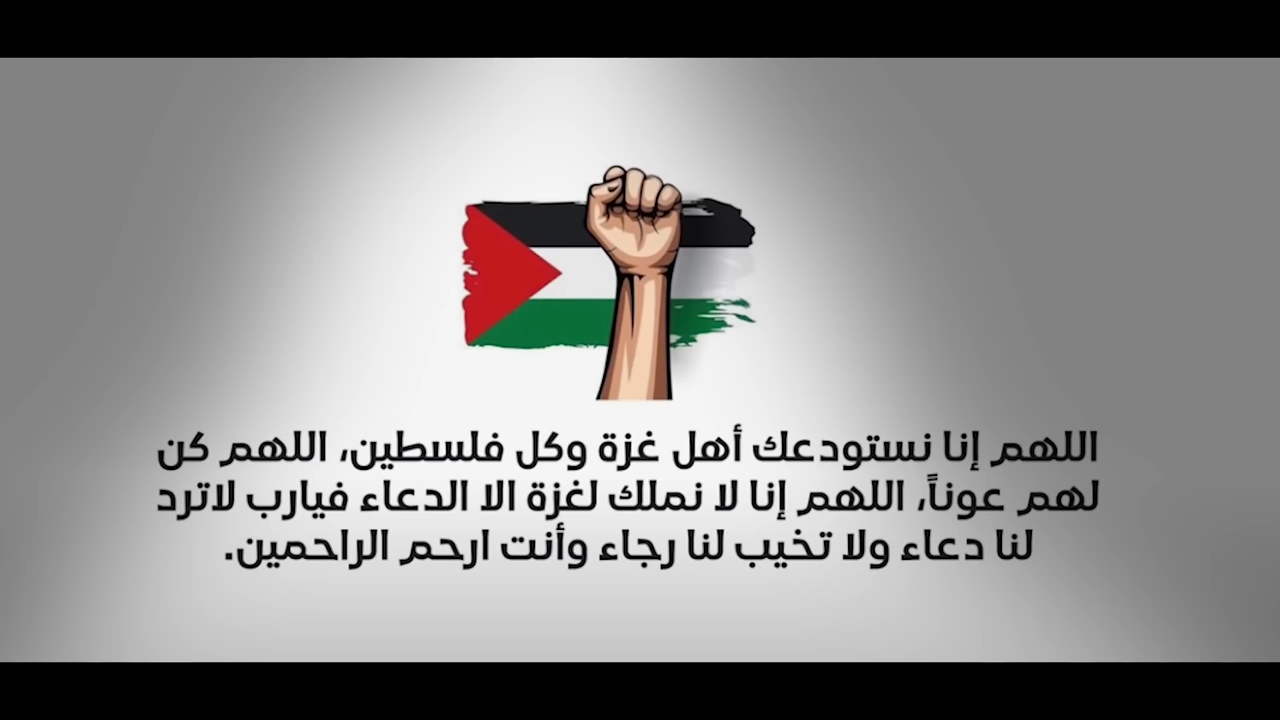 اللهم إنا نستودعك أهل غزة وكل فلسطين، اللهم كن
لهم عوناً، اللهم إنا لا نملك لغزة الا الدعاء فيارب لاترد
لنا دعاء ولا تخيب لنا رجاء وأنت ارحم الراحمين.